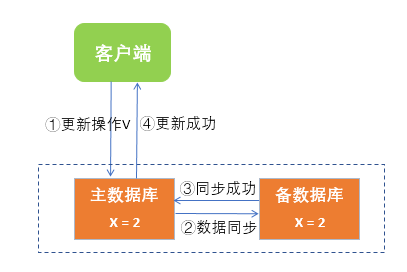 客户端
①更新操作V
④更新成功
主数据库
X = 2
③同步成功
②数据同步
备数据库
X = 2